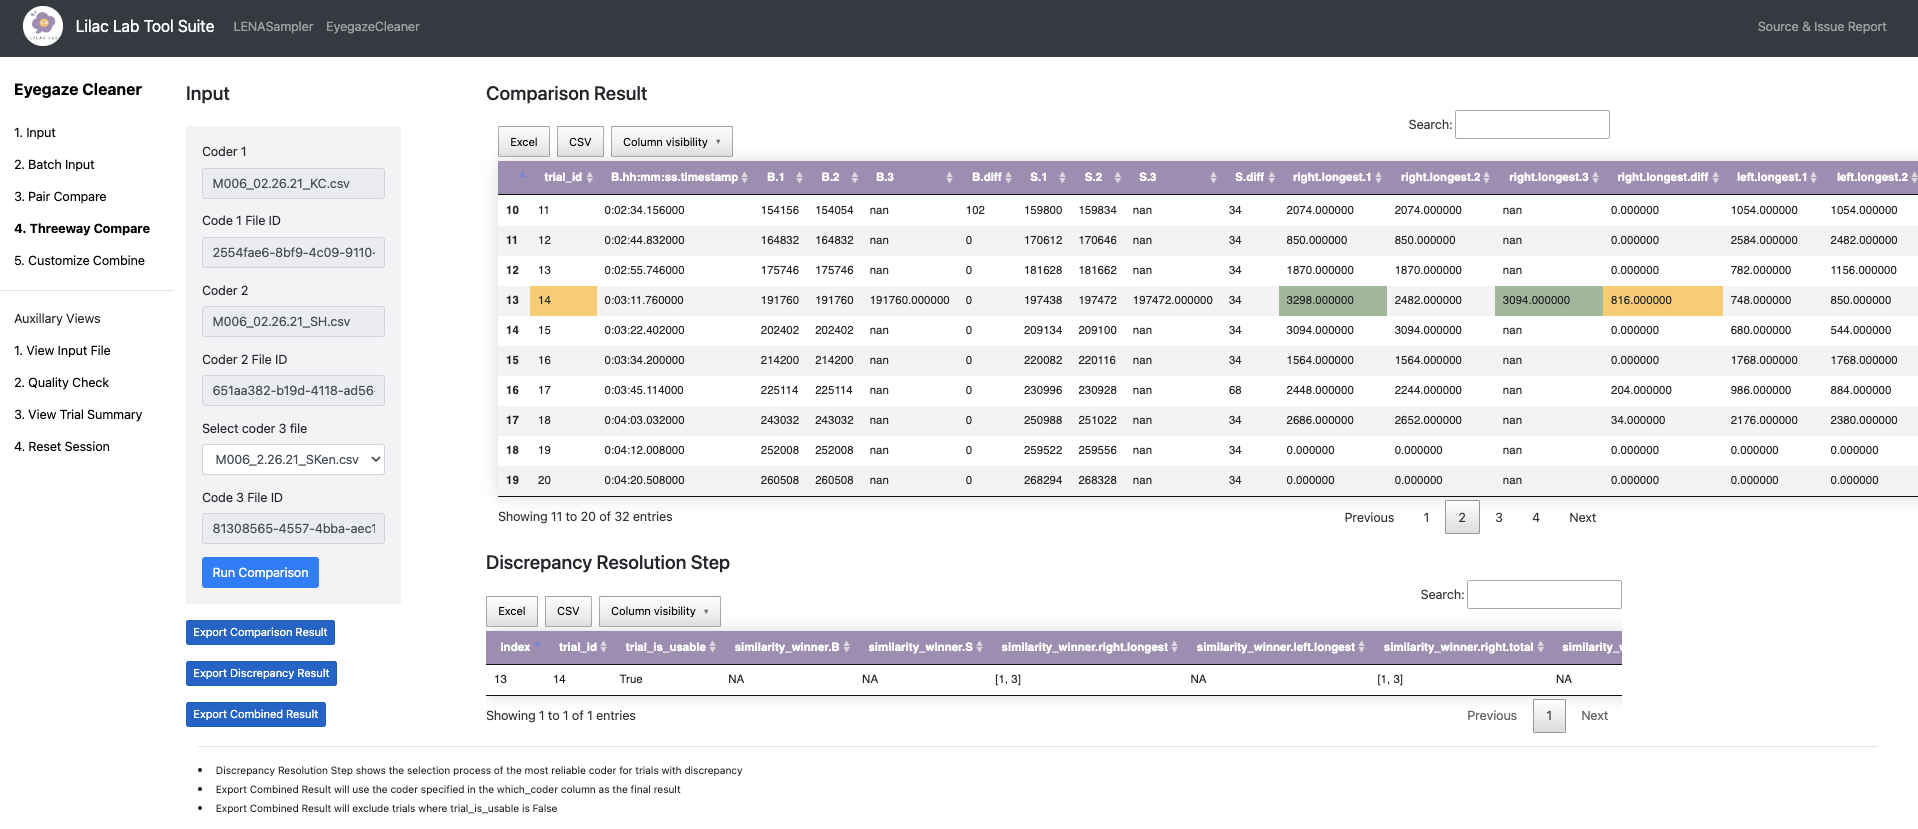 Lilac Lab Tool Suite LENASampler EyegazeCleaner Source & Issue Report
LILAC LAB
Eyegaze Cleaner
1. Input
2. Batch Input
3. Pair Compare
4. Threeway Compare
5. Customize Combine
Auxillary Views
1. View Input File
2. Quality Check
3. View Trial Summary
4. Reset Session
Input
Coder 1
M006_02.26.21_KC.csv
Code 1 File ID
2554fae6-8bf9-4c09-9110-
Coder 2
M006_02.26.21_SH.csv
Coder 2 File ID
651aa382-b19d-4118-ad56-
Select coder 3 file
M006_2.26.21_SKen.csv
Code 3 File ID
81308565-4557-4bba-aec1
Run Comparison
Export Comparison Result
Export Discrepancy Result
Export Combined Result
Comparison Result
Search:
Excel CSV Column visibility
trial_id B.hh:mm:ss.timestamp B.1 B.2 B.3 B.diff S.1 S.2 S.3 S.diff right.longest.1 right.longest.2 right.longest.3 right.longest.diff left.longest.1 left.longest.2
10 11 0:02:34.156000 154156 154054 nan 102 159800 159834 nan 34 2074.000000 2074.000000 nan 0.000000 1054.000000 1054.000000
11 12 0:02:44.832000 164832 164832 nan 0 170612 170646 nan 34 850.000000 850.000000 nan 0.000000 2584.000000 2482.000000
12 13 0:02:55.746000 175746 175746 nan 0 181628 181662 nan 34 1870.000000 1870.000000 nan 0.000000 782.000000 1156.000000
13 14 0:03:11.760000 191760 191760 191760.000000 0 197438 197472 197472.000000 34 3298.000000 2482.000000 3094.000000 816.000000 748.000000 850.000000
14 15 0:03:22.402000 202402 202402 nan 0 209134 209100 nan 34 3094.000000 3094.000000 nan 0.000000 680.000000 544.000000
15 16 0:03:34.200000 214200 214200 nan 0 220082 220116 nan 34 1564.000000 1564.000000 nan 0.000000 1768.000000 1768.000000
16 17 0:03:45.114000 225114 225114 nan 0 230996 230928 nan 68 2448.000000 2244.000000 nan 204.000000 986.000000 884.000000
17 18 0:04:03.032000 243032 243032 nan 0 250988 251022 nan 34 2686.000000 2652.000000 nan 34.000000 2176.000000 2380.000000
18 19 0:04:12.008000 252008 252008 nan 0 259522 259556 nan 34 0.000000 0.000000 nan 0.000000 0.000000 0.000000
19 20 0:04:20.508000 260508 260508 nan 0 268294 268328 nan 34 0.000000 0.000000 nan 0.000000 0.000000 0.000000
Showing 11 to 20 of 32 entries Previous 1 2 3 4 Next
Discrepancy Resolution Step
Search:
Excel CSV Column visibility
index trial_id trial_is_usable similarity_winner.B similarity_winner.S similarity_winner.right.longest similarity_winner.left.longest similarity_winner.right.total similarity_
13 14 True NA NA [1, 3] NA [1, 3] NA
Showing 1 to 1 of 1 entries Previous 1 Next
• Discrepancy Resolution Step shows the selection process of the most reliable coder for trials with discrepancy
• Export Combined Result will use the coder specified in the which_coder column as the final result
• Export Combined Result will exclude trials where trial_is_usable is False